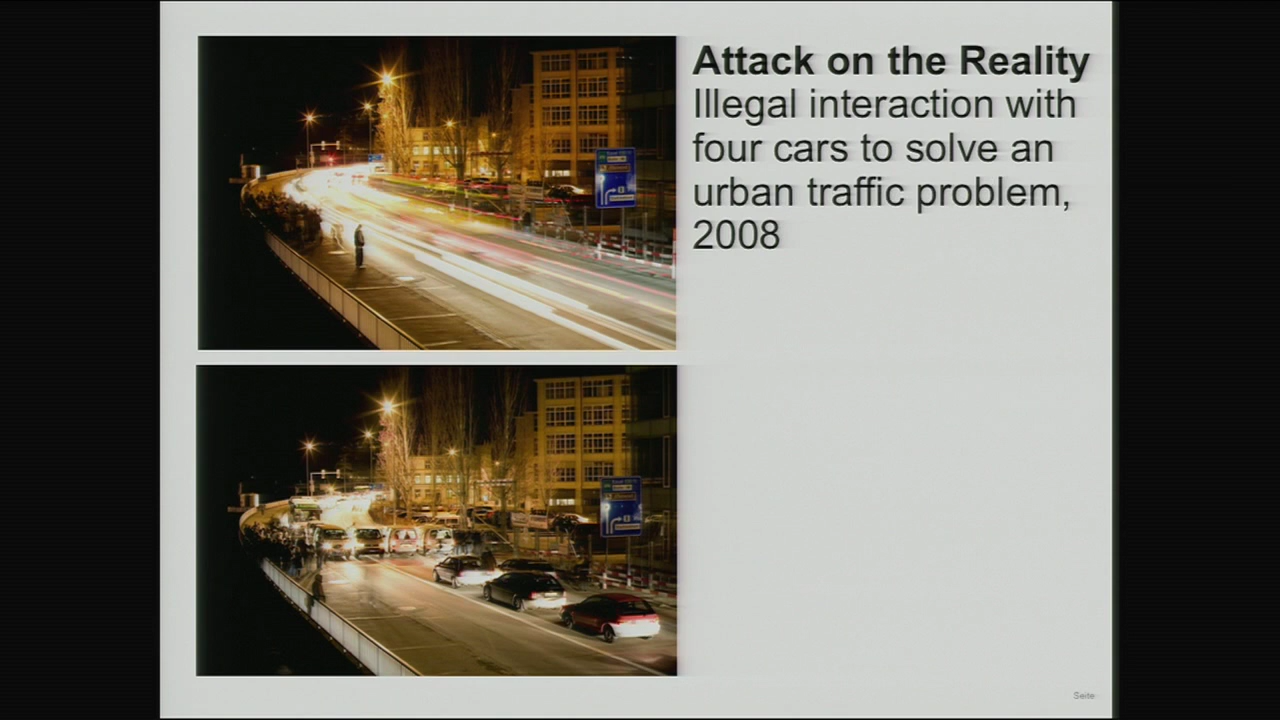 Attack on the Reality
Illegal interaction with
four cars to solve an
urban traffic problem,
2008
Seite